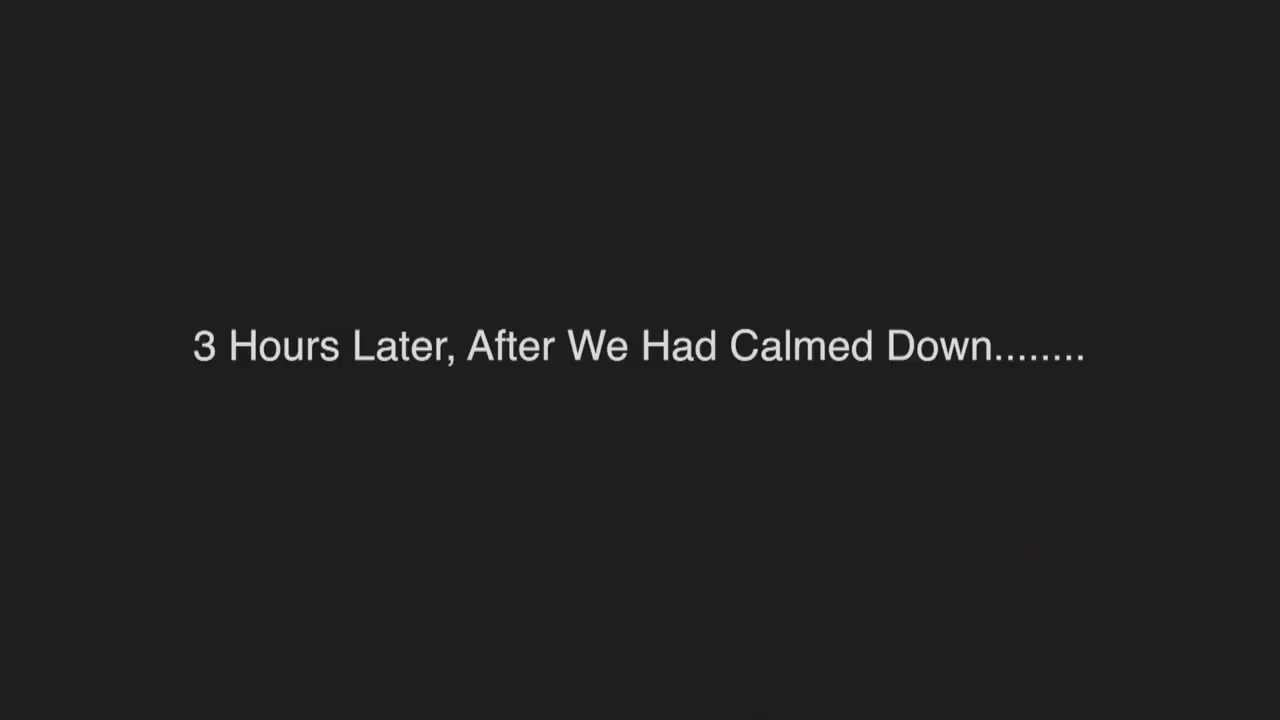 3 Hours Later, After We Had Calmed Down........